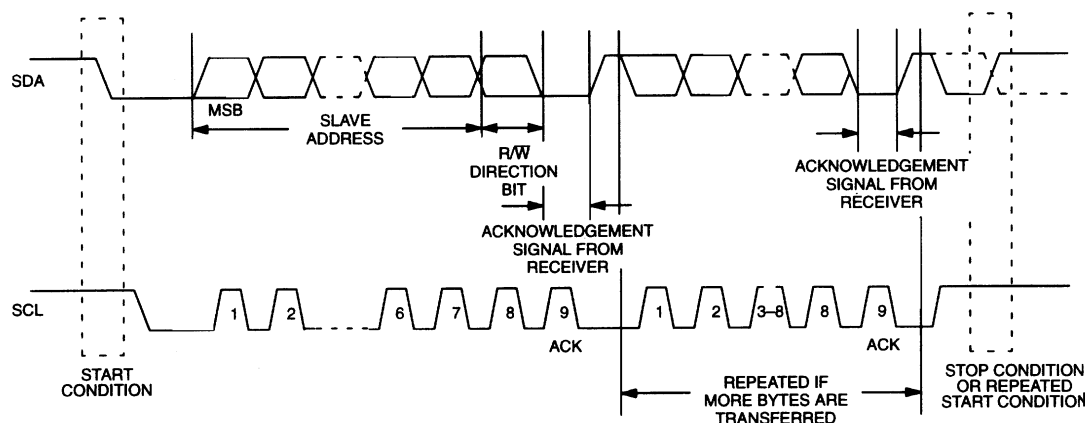 SDA
MSB
SLAVE
ADDRESS
R/W̅
DIRECTION
BIT
ACKNOWLEDGEMENT
SIGNAL FROM
RECEIVER
ACKNOWLEDGEMENT
SIGNAL FROM
RECEIVER
SCL
1 2 6 7 8 9 1 2 3–8 8 9
ACK ACK
START
CONDITION
REPEATED IF
MORE BYTES ARE
TRANSFERRED
STOP CONDITION
OR REPEATED
START CONDITION